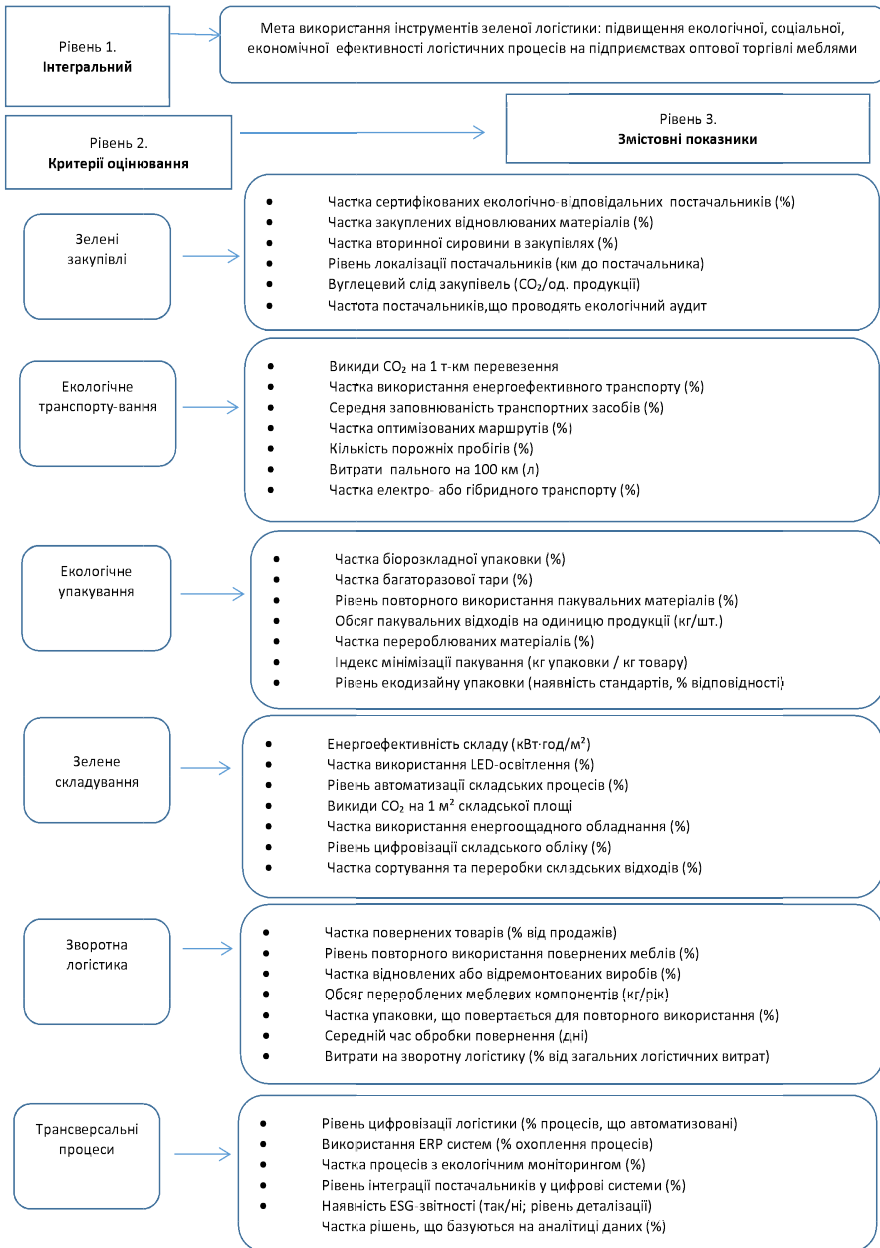 Рівень 1.
Інтегральний
Мета використання інструментів зеленої логістики: підвищення екологічної, соціальної,
економічної ефективності логістичних процесів на підприємствах оптової торгівлі меблями
Рівень 2.
Критерії оцінювання
Рівень 3.
Змістовні показники
Зелені
закупівлі
• Частка сертифікованих екологічно-відповідальних постачальників (%)
• Частка закуплених відновлюваних матеріалів (%)
• Частка вторинної сировини в закупівлях (%)
• Рівень локалізації постачальників (км до постачальника)
• Вуглецевий слід закупівель (CO₂/од. продукції)
• Частота постачальників,що проводять екологічний аудит
Екологічне
транспорту-вання
• Викиди CO₂ на 1 т-км перевезення
• Частка використання енергоефективного транспорту (%)
• Середня заповнюваність транспортних засобів (%)
• Частка оптимізованих маршрутів (%)
• Кількість порожніх пробігів (%)
• Витрати пального на 100 км (л)
• Частка електро- або гібридного транспорту (%)
Екологічне
упакування
• Частка біорозкладної упаковки (%)
• Частка багаторазової тари (%)
• Рівень повторного використання пакувальних матеріалів (%)
• Обсяг пакувальних відходів на одиницю продукції (кг/шт.)
• Частка перероблюваних матеріалів (%)
• Індекс мінімізації пакування (кг упаковки / кг товару)
• Рівень екодизайну упаковки (наявність стандартів, % відповідності)
Зелене
складування
• Енергоефективність складу (кВт·год/м²)
• Частка використання LED-освітлення (%)
• Рівень автоматизації складських процесів (%)
• Викиди CO₂ на 1 м² складської площі
• Частка використання енергоощадного обладнання (%)
• Рівень цифровізації складського обліку (%)
• Частка сортування та переробки складських відходів (%)
Зворотна
логістика
• Частка повернених товарів (% від продажів)
• Рівень повторного використання повернених меблів (%)
• Частка відновлених або відремонтованих виробів (%)
• Обсяг перероблених меблевих компонентів (кг/рік)
• Частка упаковки, що повертається для повторного використання (%)
• Середній час обробки повернення (дні)
• Витрати на зворотну логістику (% від загальних логістичних витрат)
Трансверсальні
процеси
• Рівень цифровізації логістики (% процесів, що автоматизовані)
• Використання ERP систем (% охоплення процесів)
• Частка процесів з екологічним моніторингом (%)
• Рівень інтеграції постачальників у цифрові системи (%)
• Наявність ESG-звітності (так/ні; рівень деталізації)
Частка рішень, що базуються на аналітиці даних (%)